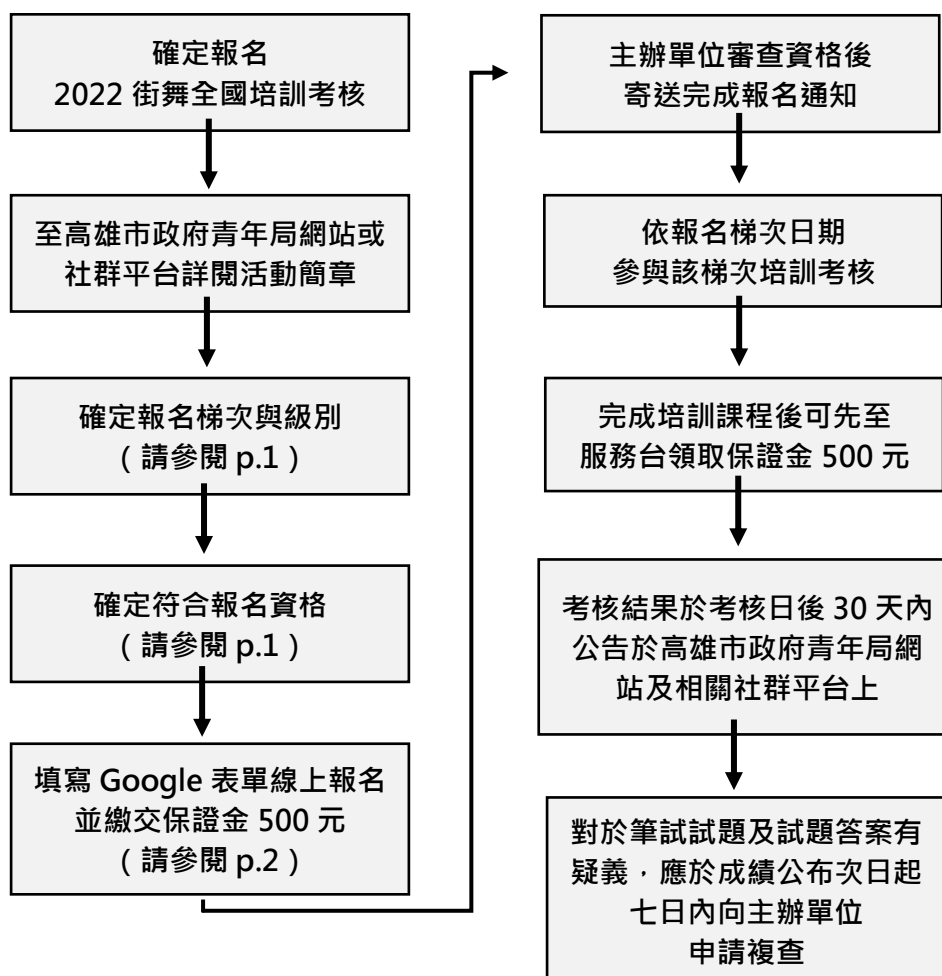 確定報名
2022 街舞全國培訓考核
至高雄市政府青年局網站或
社群平台詳閱活動簡章
確定報名梯次與級別
（請參閱 p.1）
確定符合報名資格
（請參閱 p.1）
填寫 Google 表單線上報名
並繳交保證金 500 元
（請參閱 p.2）
主辦單位審查資格後
寄送完成報名通知
依報名梯次日期
參與該梯次培訓考核
完成培訓課程後可先至
服務台領取保證金 500 元
考核結果於考核日後 30 天內
公告於高雄市政府青年局網
站及相關社群平台上
對於筆試試題及試題答案有
疑義，應於成績公布次日起
七日內向主辦單位
申請複查